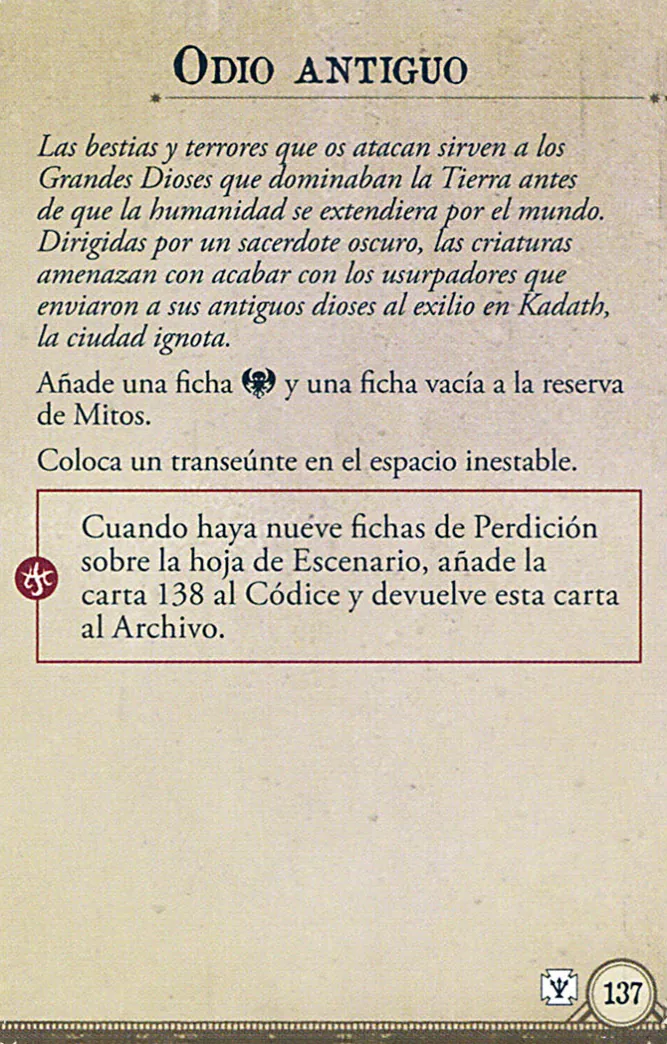 Odio antiguo
Las bestias y terrores que os atacan sirven a los
Grandes Dioses que dominaban la Tierra antes
de que la humanidad se extendiera por el mundo.
Dirigidas por un sacerdote oscuro, las criaturas
amenazan con acabar con los usurpadores que
enviaron a sus antiguos dioses al exilio en Kadath,
la ciudad ignota.
Añade una ficha y una ficha vacía a la reserva
de Mitos.
Coloca un transeúnte en el espacio inestable.
Cuando haya nueve fichas de Perdición
sobre la hoja de Escenario, añade la
carta 138 al Códice y devuelve esta carta
al Archivo.
137